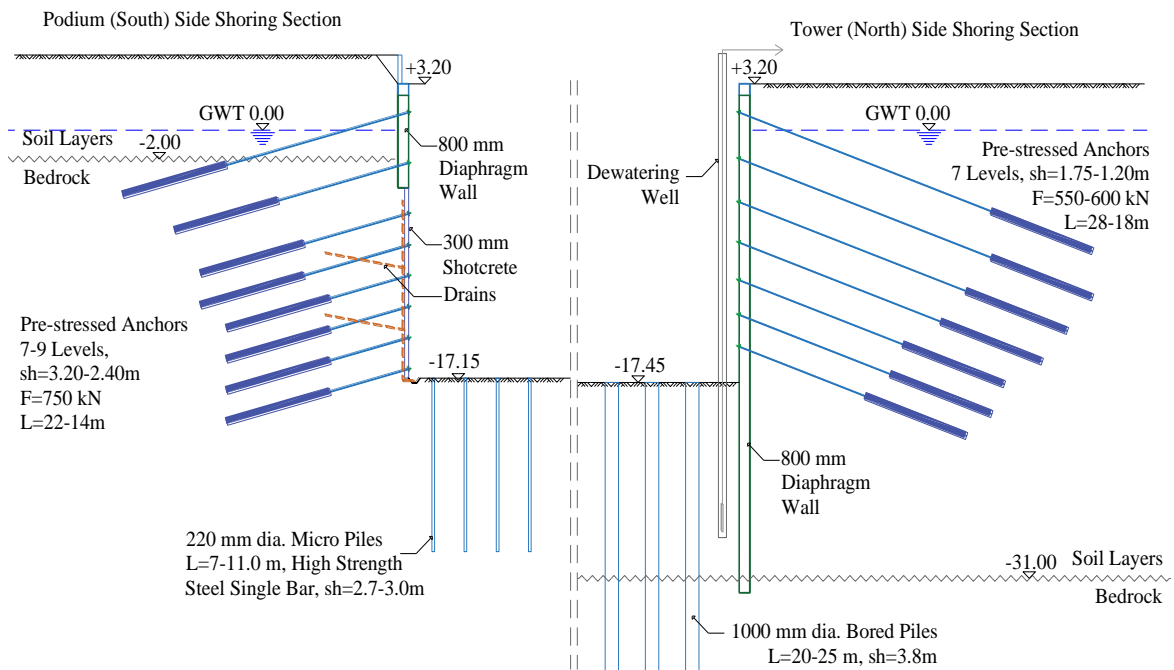 Podium (South) Side Shoring Section
+3.20
GWT 0.00
Soil Layers
-2.00
Bedrock
800 mm
Diaphragm
Wall
300 mm
Shotcrete
Drains
Pre-stressed Anchors
7-9 Levels,
sh=3.20-2.40m
F=750 kN
L=22-14m
-17.15
220 mm dia. Micro Piles
L=7-11.0 m, High Strength
Steel Single Bar, sh=2.7-3.0m
Tower (North) Side Shoring Section
+3.20
GWT 0.00
Dewatering
Well
Pre-stressed Anchors
7 Levels, sh=1.75-1.20m
F=550-600 kN
L=28-18m
-17.45
800 mm
Diaphragm
Wall
-31.00
Soil Layers
Bedrock
1000 mm dia. Bored Piles
L=20-25 m, sh=3.8m